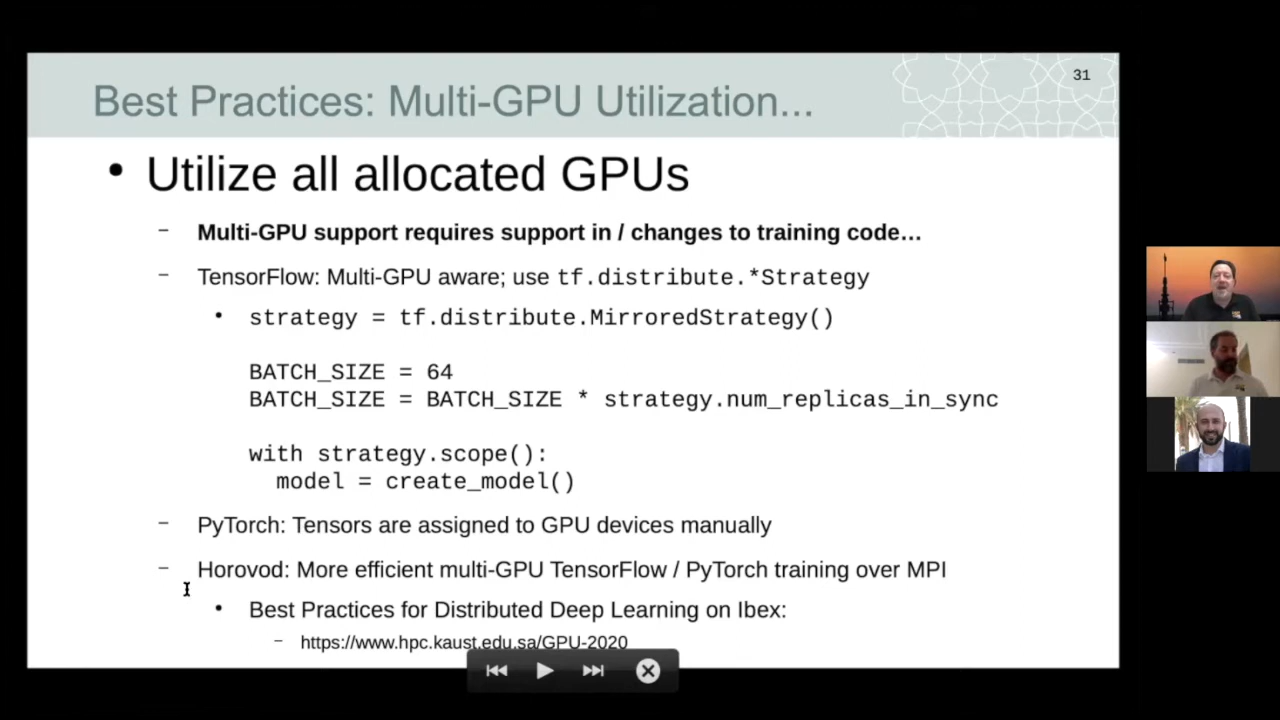 31
Best Practices: Multi-GPU Utilization...
• Utilize all allocated GPUs
– Multi-GPU support requires support in / changes to training code…
– TensorFlow: Multi-GPU aware; use tf.distribute.*Strategy
• strategy = tf.distribute.MirroredStrategy()
BATCH_SIZE = 64
BATCH_SIZE = BATCH_SIZE * strategy.num_replicas_in_sync
with strategy.scope():
model = create_model()
– PyTorch: Tensors are assigned to GPU devices manually
– Horovod: More efficient multi-GPU TensorFlow / PyTorch training over MPI
• Best Practices for Distributed Deep Learning on Ibex:
– https://www.hpc.kaust.edu.sa/GPU-2020